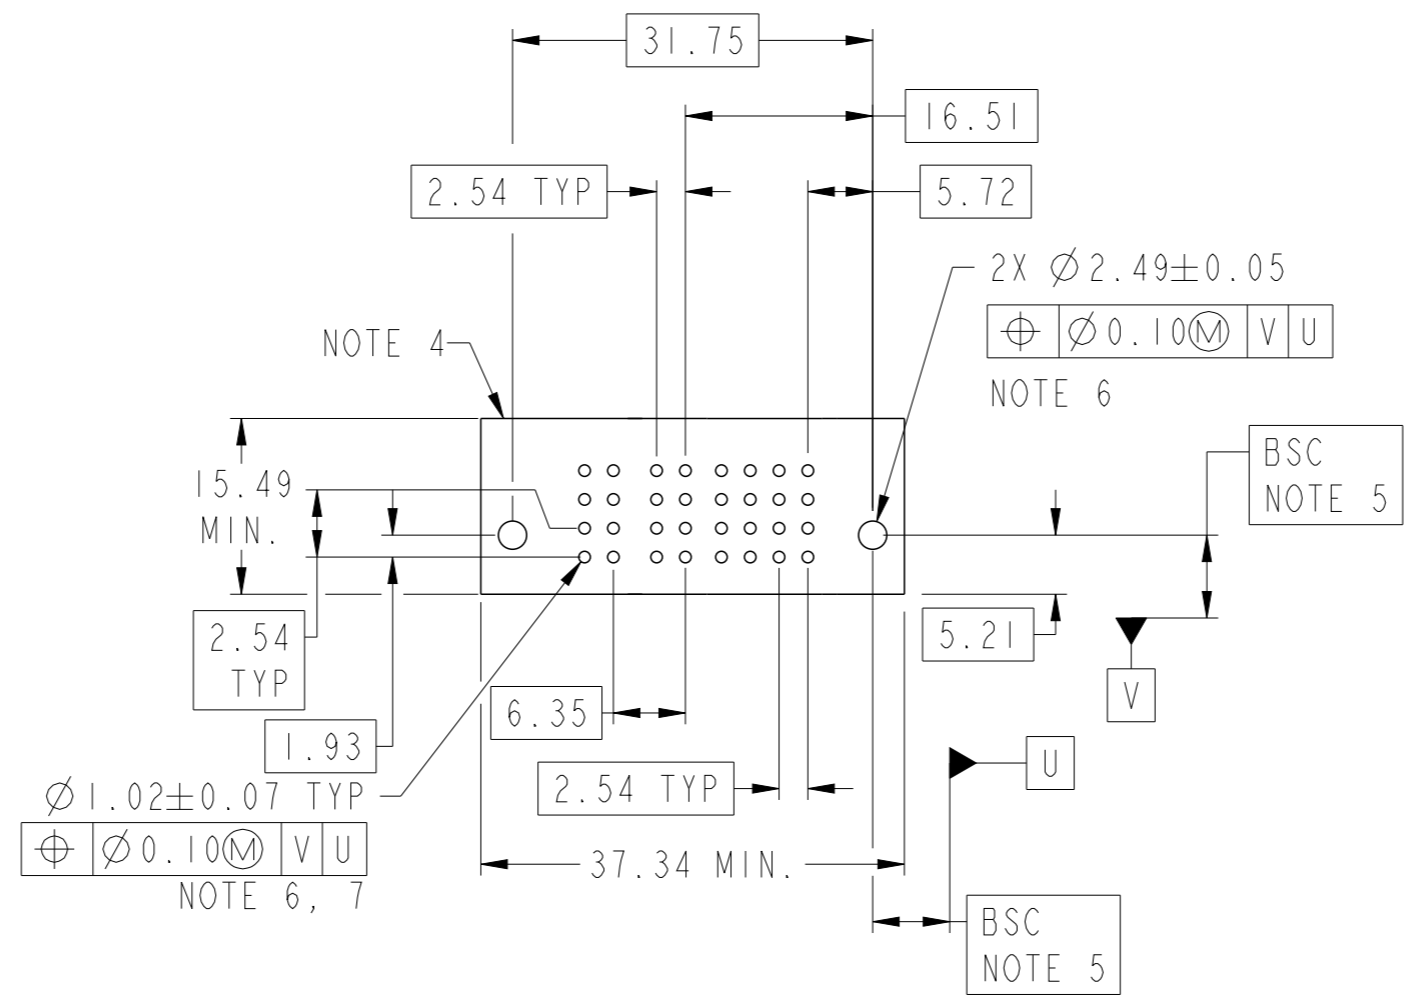 31.75
16.51
2.54 TYP
5.72
2X ⌀2.49±0.05
⌖ ⌀0.10Ⓜ V U
NOTE 6
NOTE 4
BSC
NOTE 5
15.49
MIN.
2.54
TYP
5.21
V
6.35
1.93
U
⌀1.02±0.07 TYP
2.54 TYP
⌖ ⌀0.10Ⓜ V U
NOTE 6, 7
37.34 MIN.
BSC
NOTE 5